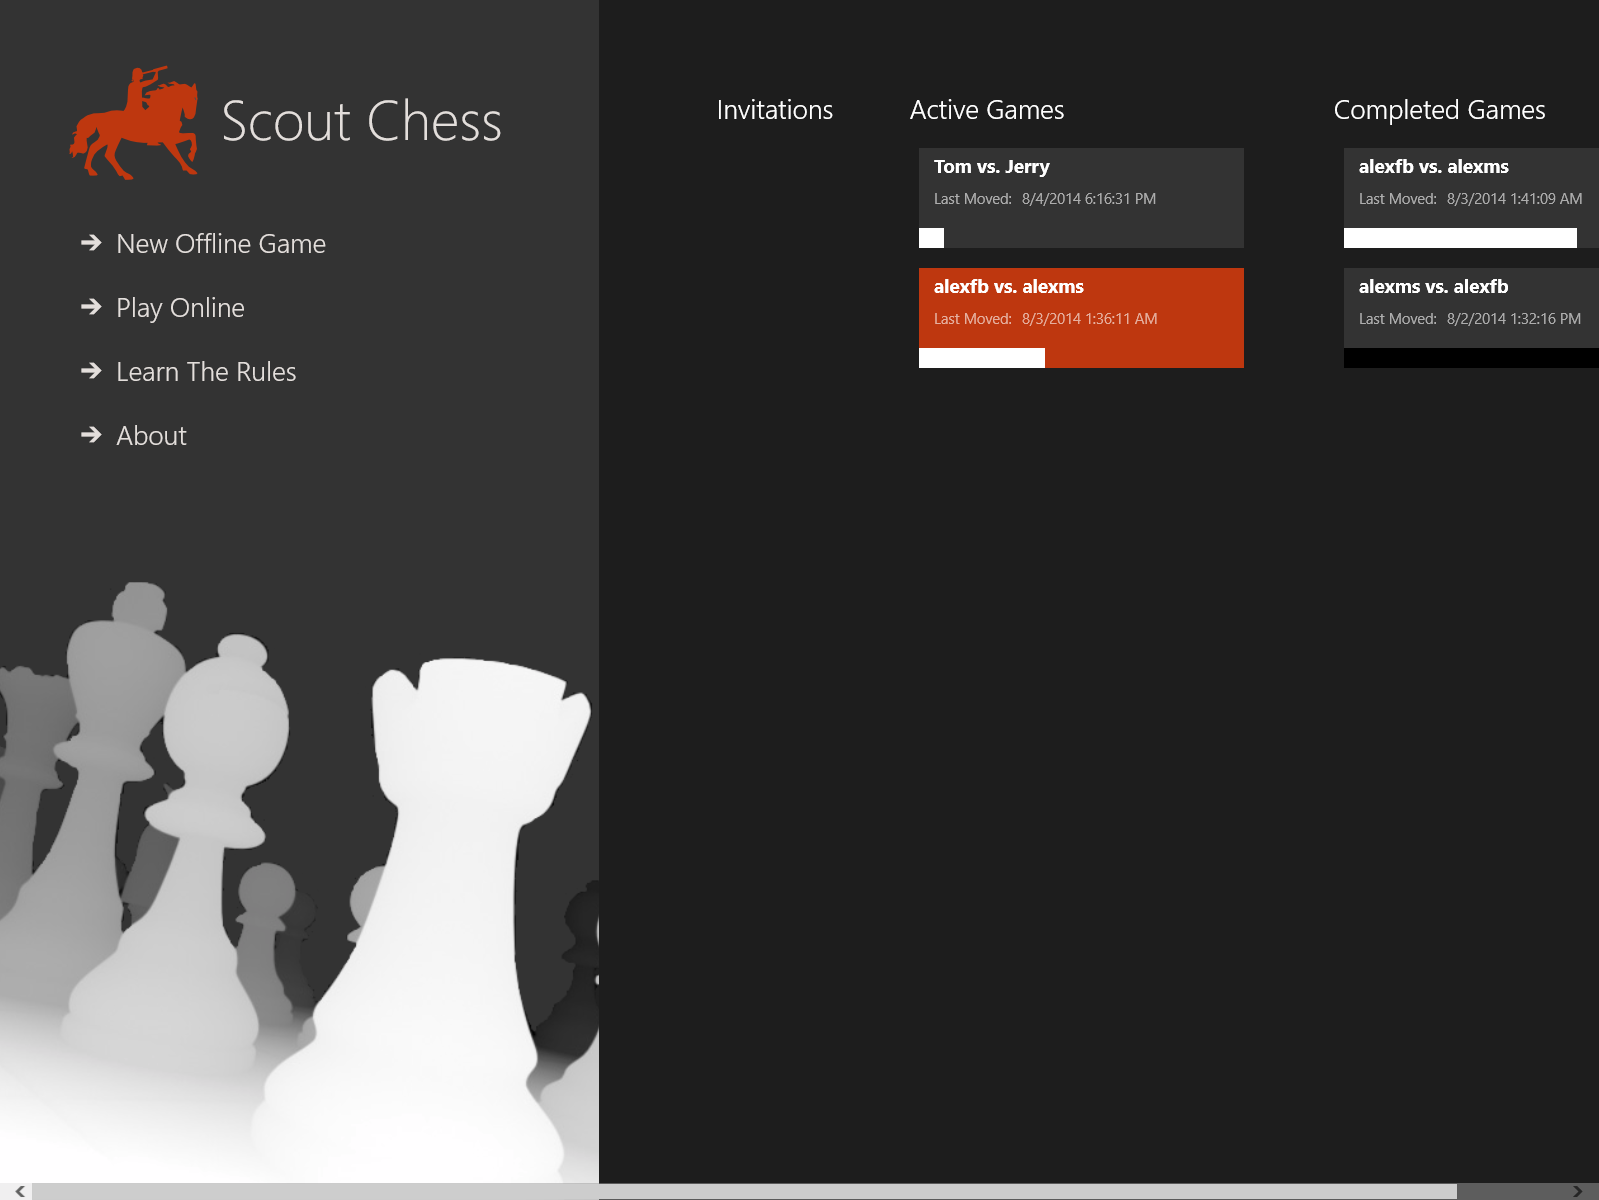 Scout Chess
New Offline Game
Play Online
Learn The Rules
About
Invitations
Active Games
Tom vs. Jerry
Last Moved: 8/4/2014 6:16:31 PM
alexfb vs. alexms
Last Moved: 8/3/2014 1:36:11 AM
Completed Games
alexfb vs. alexms
Last Moved: 8/3/2014 1:41:09 AM
alexms vs. alexfb
Last Moved: 8/2/2014 1:32:16 PM